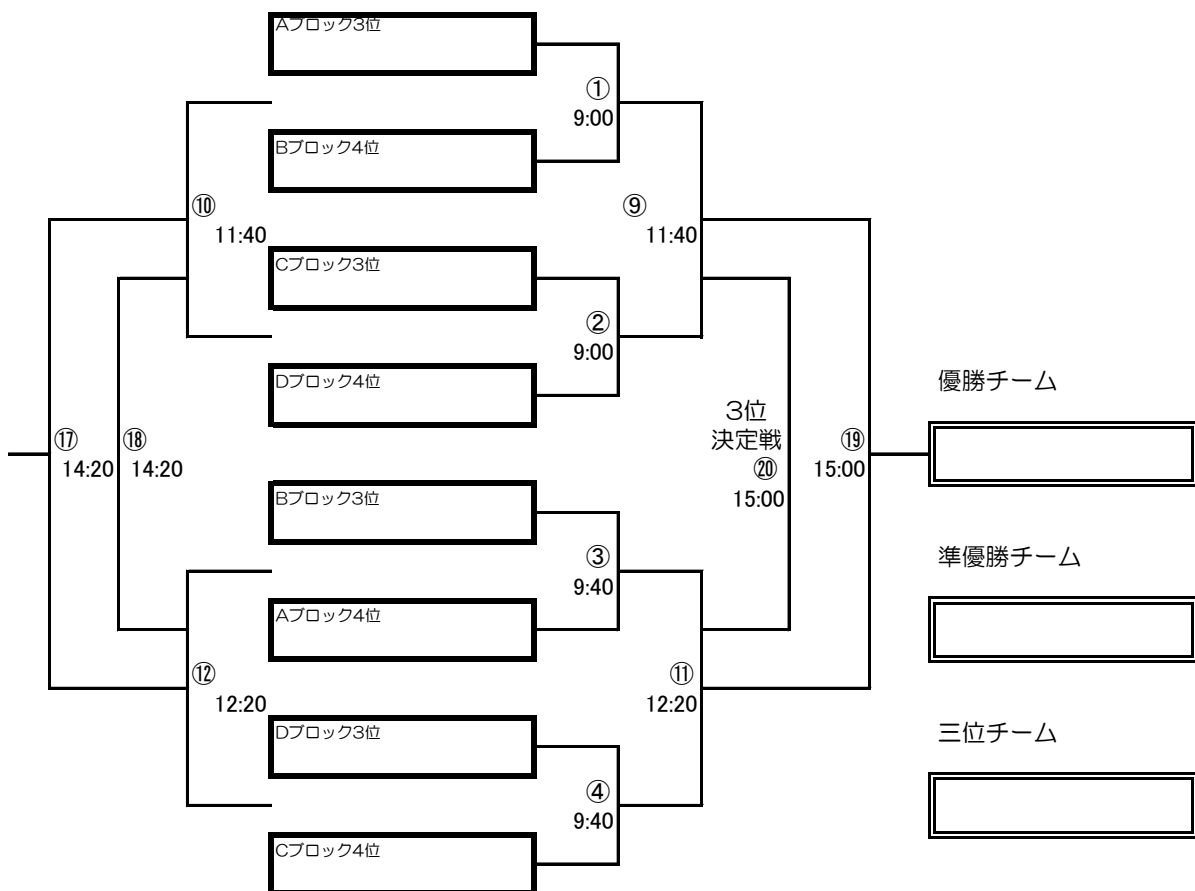 Aブロック3位
①
9:00
Bブロック4位
⑩
11:40
⑨
11:40
Cブロック3位
②
9:00
Dブロック4位
優勝チーム
3位
決定戦
⑳
15:00
⑰
14:20
⑱
14:20
⑲
15:00
Bブロック3位
③
9:40
準優勝チーム
Aブロック4位
⑫
12:20
⑪
12:20
Dブロック3位
三位チーム
④
9:40
Cブロック4位